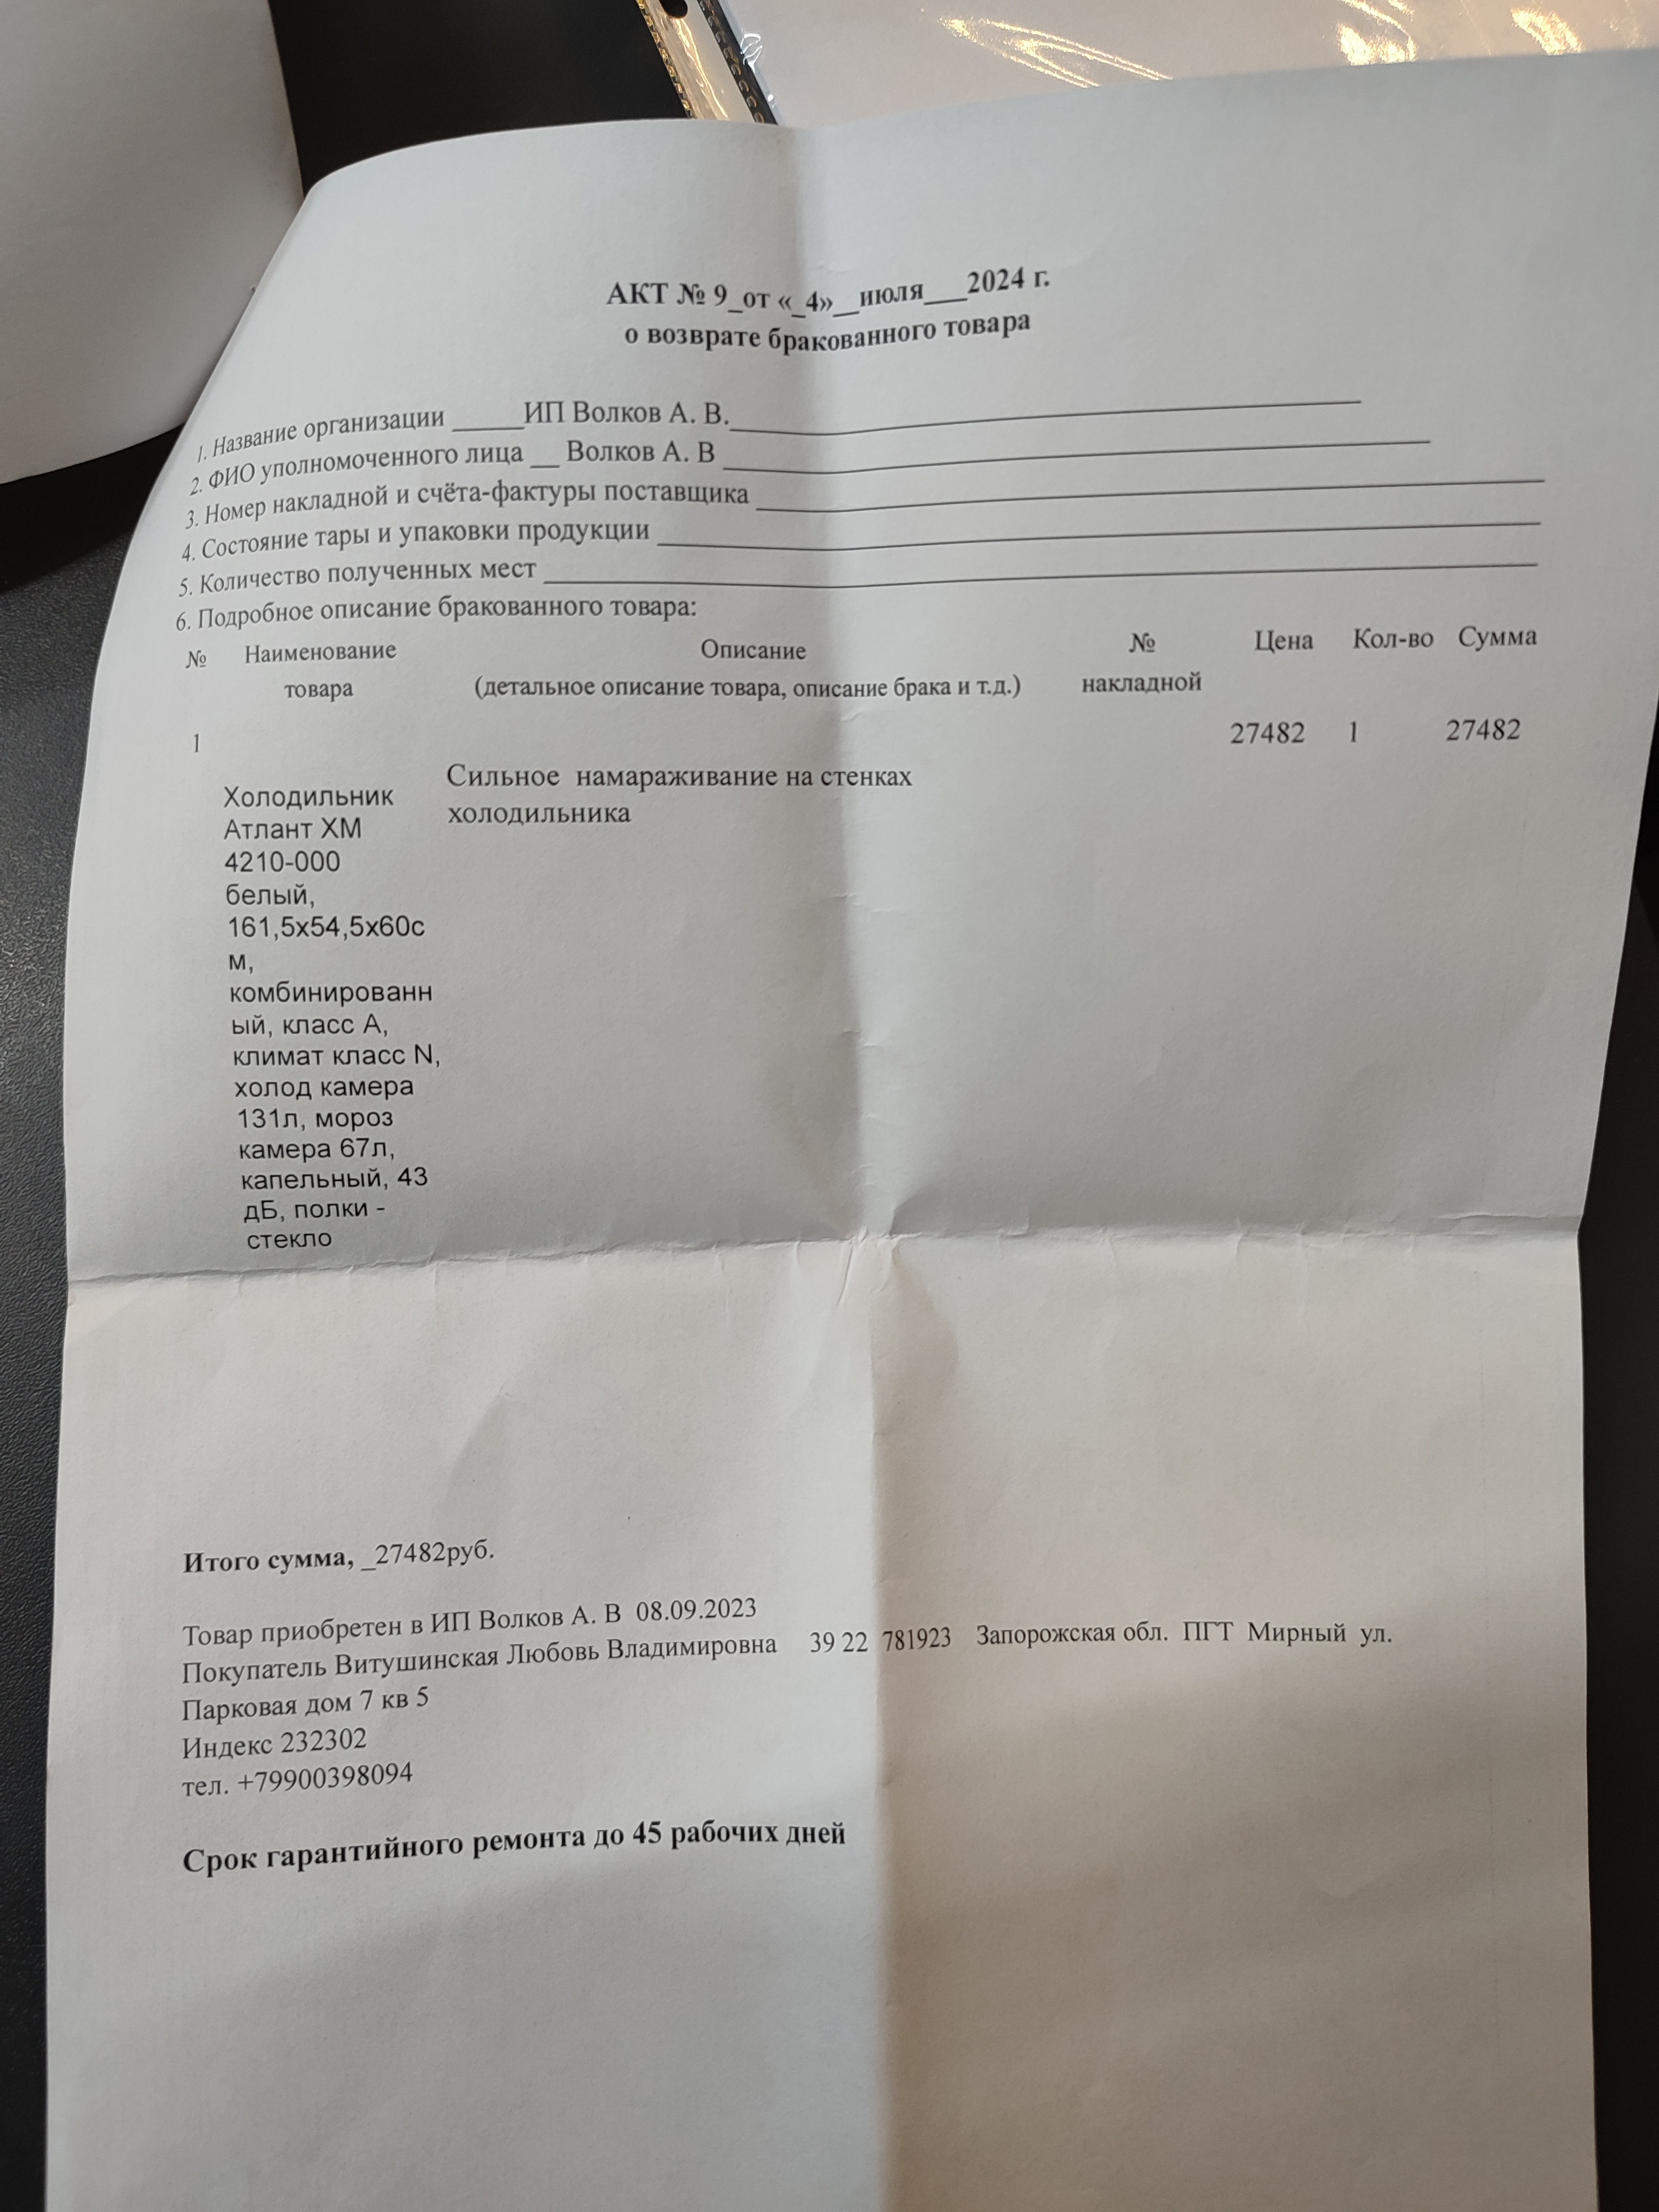 АКТ № 9_от «_4»__июля___2024 г.
о возврате бракованного товара
1. Название организации _____ИП Волков А. В.______________________________
2. ФИО уполномоченного лица __ Волков А. В ______________________________
3. Номер накладной и счёта-фактуры поставщика ______________________________
4. Состояние тары и упаковки продукции ______________________________
5. Количество полученных мест ______________________________
6. Подробное описание бракованного товара:
№ Наименование Описание № Цена Кол-во Сумма
товара (детальное описание товара, описание брака и т.д.) накладной
1 27482 1 27482
Сильное намараживание на стенках
холодильника
Холодильник
Атлант ХМ
4210-000
белый,
161,5х54,5х60с
м,
комбинированн
ый, класс А,
климат класс N,
холод камера
131л, мороз
камера 67л,
капельный, 43
дБ, полки -
стекло
Итого сумма, _27482руб.
Товар приобретен в ИП Волков А. В 08.09.2023
Покупатель Витушинская Любовь Владимировна 39 22 781923 Запорожская обл. ПГТ Мирный ул.
Парковая дом 7 кв 5
Индекс 232302
тел. +79900398094
Срок гарантийного ремонта до 45 рабочих дней